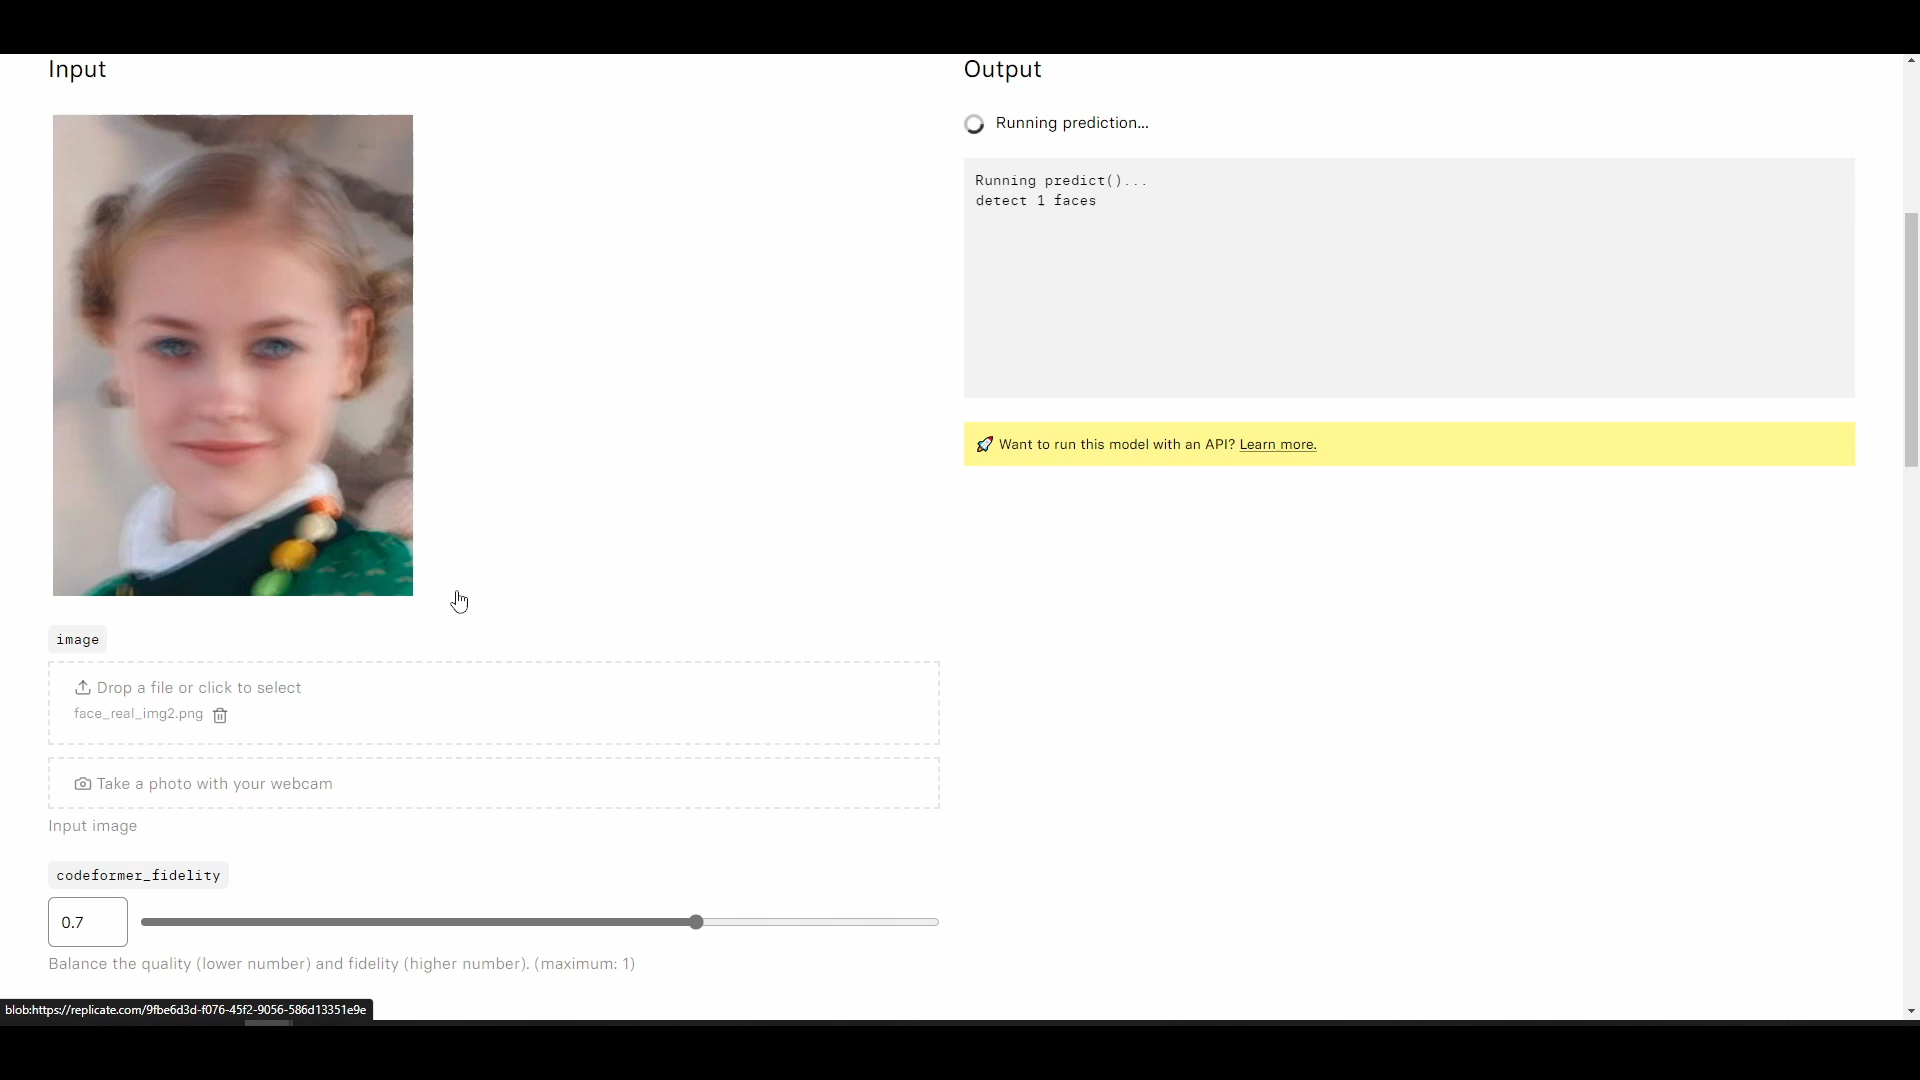 Input
Output
Running prediction...
Running predict()...
detect 1 faces
Want to run this model with an API? Learn more.
image
Drop a file or click to select
face_real_img2.png
Take a photo with your webcam
Input image
codeformer_fidelity
0.7
Balance the quality (lower number) and fidelity (higher number). (maximum: 1)
blob:https://replicate.com/9fbe6d3d-f076-45f2-9056-586d13351e9e